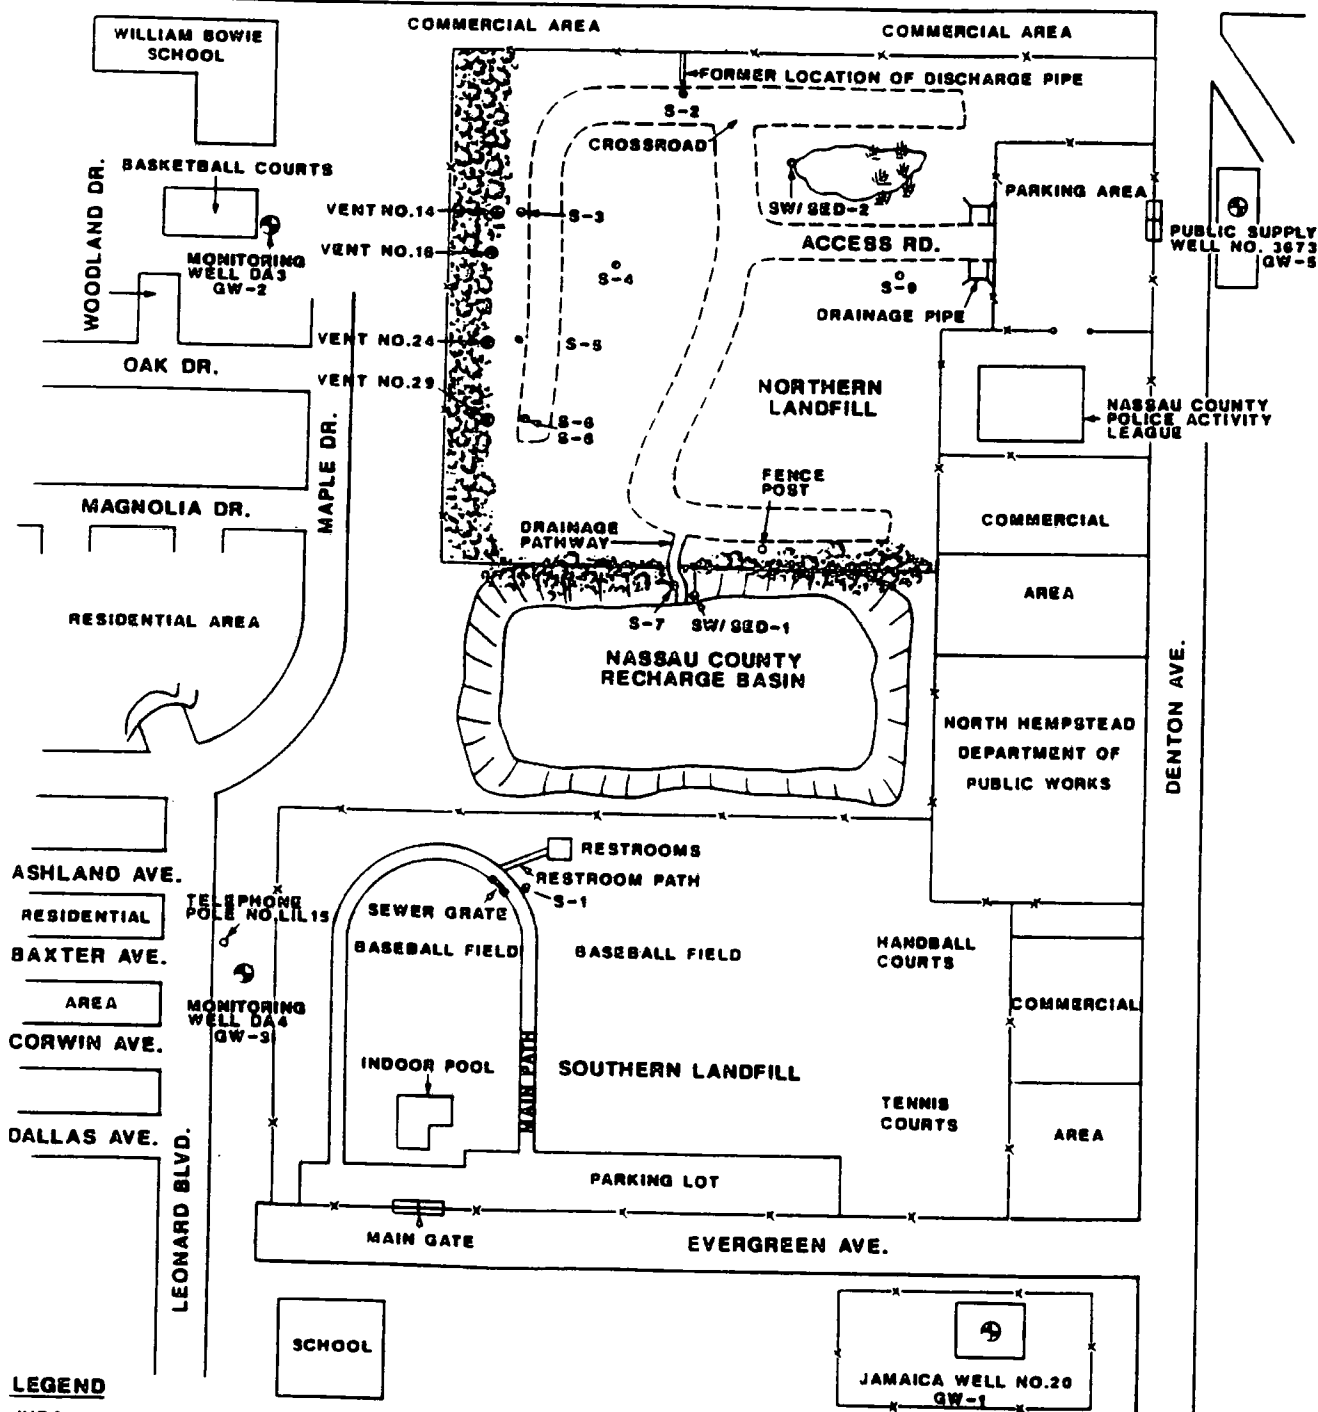 COMMERCIAL AREA
COMMERCIAL AREA
WILLIAM BOWIE
SCHOOL
FORMER LOCATION OF DISCHARGE PIPE
S-2
CROSSROAD
BASKETBALL COURTS
WOODLAND DR.
PARKING AREA
VENT NO.14
S-3
SW/SED-2
ACCESS RD.
PUBLIC SUPPLY
WELL NO. 3673
GW-5
VENT NO.16
MONITORING
WELL DA3
GW-2
S-4
S-9
DRAINAGE PIPE
VENT NO.24
S-5
OAK DR.
VENT NO.29
NORTHERN
LANDFILL
NASSAU COUNTY
POLICE ACTIVITY
LEAGUE
S-6
S-8
MAPLE DR.
FENCE
POST
MAGNOLIA DR.
DRAINAGE
PATHWAY
COMMERCIAL
AREA
RESIDENTIAL AREA
S-7
SW/SED-1
NASSAU COUNTY
RECHARGE BASIN
DENTON AVE.
NORTH HEMPSTEAD
DEPARTMENT OF
PUBLIC WORKS
RESTROOMS
RESTROOM PATH
S-1
ASHLAND AVE.
TELEPHONE
POLE NO.LIL15
RESIDENTIAL
SEWER GRATE
BASEBALL FIELD
BASEBALL FIELD
HANDBALL
COURTS
BAXTER AVE.
AREA
MONITORING
WELL DA4
GW-3
COMMERCIAL
CORWIN AVE.
INDOOR POOL
MAIN PATH
SOUTHERN LANDFILL
TENNIS
COURTS
DALLAS AVE.
AREA
LEONARD BLVD.
PARKING LOT
MAIN GATE
EVERGREEN AVE.
SCHOOL
JAMAICA WELL NO.20
GW-1
LEGEND